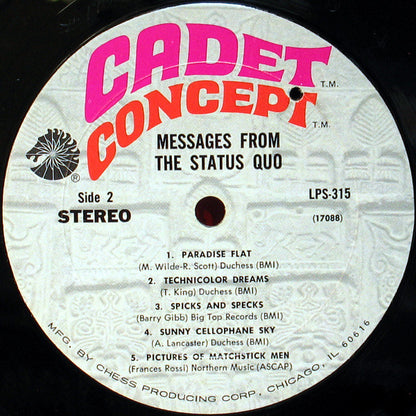 CADET
T.M.
CONCEPT
T.M.
MESSAGES FROM
THE STATUS QUO
®
Side 2
STEREO
LPS-315
(17088)
1. PARADISE FLAT
(M. Wilde-R. Scott) Duchess (BMI)
2. TECHNICOLOR DREAMS
(T. King) Duchess (BMI)
3. SPICKS AND SPECKS
(Barry Gibb) Big Top Records (BMI)
4. SUNNY CELLOPHANE SKY
(A. Lancaster) Duchess (BMI)
5. PICTURES OF MATCHSTICK MEN
(Frances Rossi) Northern Music (ASCAP)
MFG. BY CHESS PRODUCING CORP., CHICAGO, IL 60616